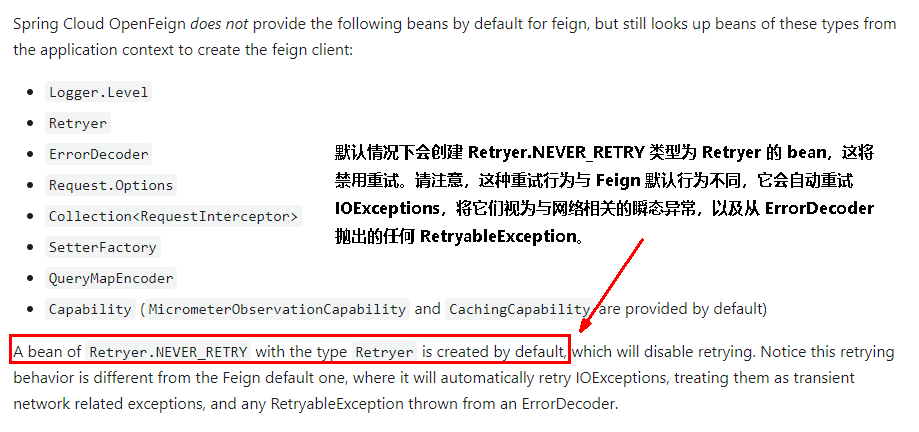 Spring Cloud OpenFeign does not provide the following beans by default for feign, but still looks up beans of these types from
the application context to create the feign client:
• Logger.Level
• Retryer
• ErrorDecoder
• Request.Options
• Collection<RequestInterceptor>
• SetterFactory
• QueryMapEncoder
• Capability (MicrometerObservationCapability and CachingCapability are provided by default)
默认情况下会创建 Retryer.NEVER_RETRY 类型为 Retryer 的 bean，这将
禁用重试。请注意，这种重试行为与 Feign 默认行为不同，它会自动重试
IOExceptions，将它们视为与网络相关的瞬态异常，以及从 ErrorDecoder
抛出的任何 RetryableException。
A bean of Retryer.NEVER_RETRY with the type Retryer is created by default, which will disable retrying. Notice this retrying
behavior is different from the Feign default one, where it will automatically retry IOExceptions, treating them as transient
network related exceptions, and any RetryableException thrown from an ErrorDecoder.